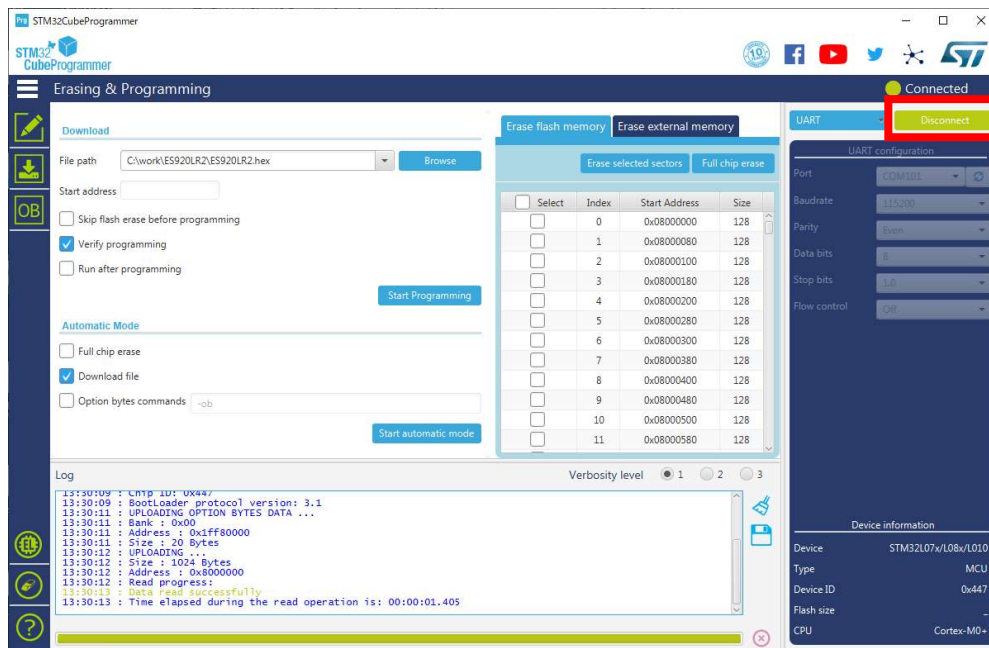 Prg STM32CubeProgrammer
STM32
CubeProgrammer
Erasing & Programming
Connected
Download
File path C:\work\ES920LR2\ES920LR2.hex Browse
Start address
Skip flash erase before programming
Verify programming
Run after programming
Start Programming
Automatic Mode
Full chip erase
Download file
Option bytes commands -ob
Start automatic mode
OB
Erase flash memory Erase external memory
Erase selected sectors Full chip erase
Select Index Start Address Size
0 0x08000000 128
1 0x08000080 128
2 0x08000100 128
3 0x08000180 128
4 0x08000200 128
5 0x08000280 128
6 0x08000300 128
7 0x08000380 128
8 0x08000400 128
9 0x08000480 128
10 0x08000500 128
11 0x08000580 128
UART Disconnect
UART configuration
Port COM101
Baudrate 115200
Parity Even
Data bits 8
Stop bits 1.0
Flow control Off
Log Verbosity level 1 2 3
13:30:09 : Chip ID: 0x447
13:30:09 : BootLoader protocol version: 3.1
13:30:11 : UPLOADING OPTION BYTES DATA ...
13:30:11 : Bank : 0x00
13:30:11 : Address : 0x1ff80000
13:30:11 : Size : 20 Bytes
13:30:12 : UPLOADING ...
13:30:12 : Size : 1024 Bytes
13:30:12 : Address : 0x8000000
13:30:12 : Read progress:
13:30:13 : Data read successfully
13:30:13 : Time elapsed during the read operation is: 00:00:01.405
Device information
Device STM32L07x/L08x/L010
Type MCU
Device ID 0x447
Flash size _
CPU Cortex-M0+